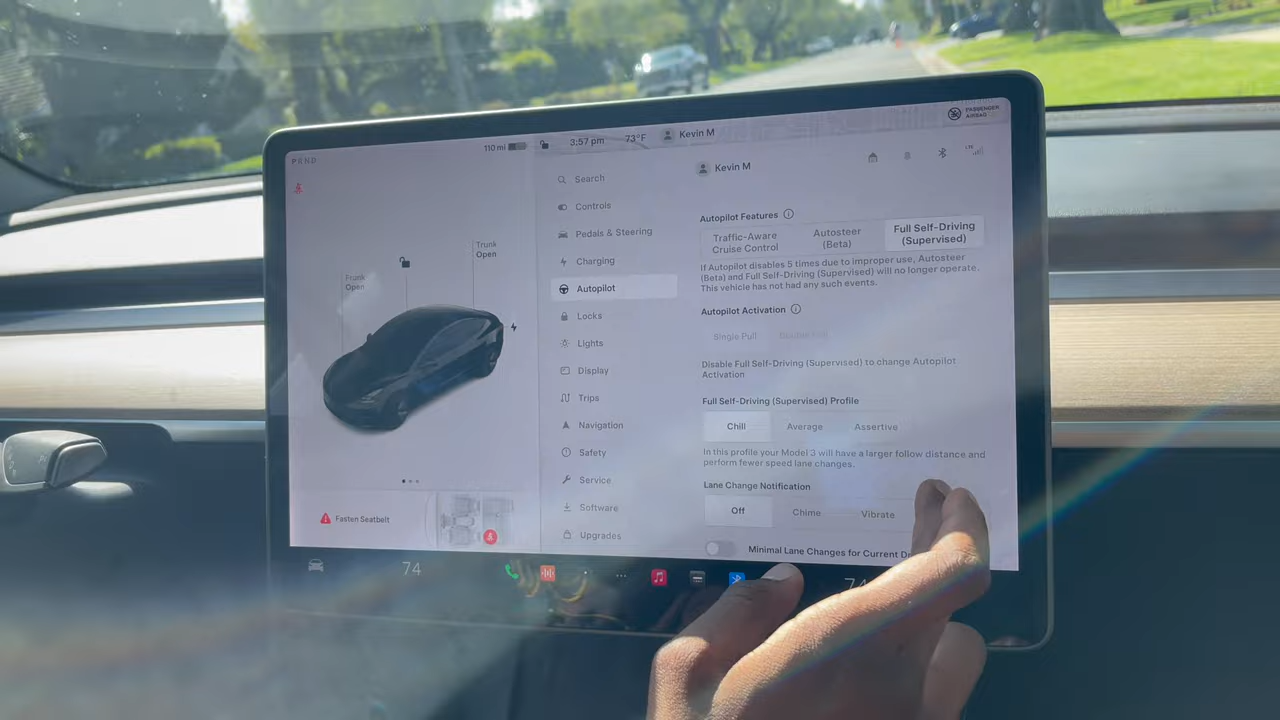 PRND
110 mi
3:57 pm
73°F
Kevin M
PASSENGER
AIRBAG
Frunk
Open
Trunk
Open
Fasten Seatbelt
Search
Controls
Pedals & Steering
Charging
Autopilot
Locks
Lights
Display
Trips
Navigation
Safety
Service
Software
Upgrades
Kevin M
LTE
Autopilot Features
Traffic-Aware
Cruise Control
Autosteer
(Beta)
Full Self-Driving
(Supervised)
If Autopilot disables 5 times due to improper use, Autosteer
(Beta) and Full Self-Driving (Supervised) will no longer operate.
This vehicle has not had any such events.
Autopilot Activation
Single Pull
Disable Full Self-Driving (Supervised) to change Autopilot
Activation
Full Self-Driving (Supervised) Profile
Chill
Average
Assertive
In this profile your Model 3 will have a larger follow distance and
perform fewer speed lane changes.
Lane Change Notification
Off
Chime
Vibrate
Minimal Lane Changes for Current
74
74